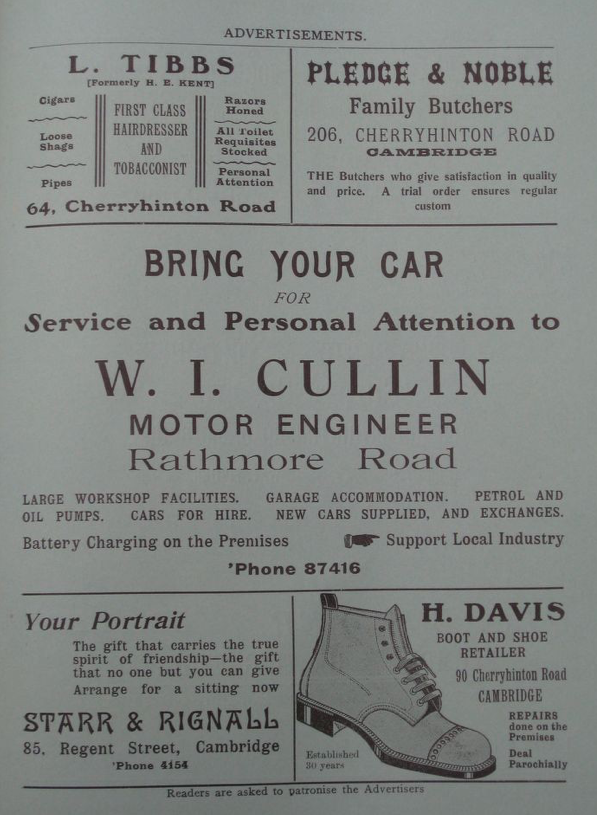 ADVERTISEMENTS.
L. TIBBS
[Formerly H. E. KENT]
Cigars
Loose
Shags
Pipes
FIRST CLASS
HAIRDRESSER
AND
TOBACCONIST
Razors
Honed
All Toilet
Requisites
Stocked
Personal
Attention
64, Cherryhinton Road
PLEDGE & NOBLE
Family Butchers
206, CHERRYHINTON ROAD
CAMBRIDGE
THE Butchers who give satisfaction in quality
and price. A trial order ensures regular
custom
BRING YOUR CAR
FOR
Service and Personal Attention to
W. I. CULLIN
MOTOR ENGINEER
Rathmore Road
LARGE WORKSHOP FACILITIES. GARAGE ACCOMMODATION. PETROL AND
OIL PUMPS. CARS FOR HIRE. NEW CARS SUPPLIED, AND EXCHANGES.
Battery Charging on the Premises Support Local Industry
'Phone 87416
Your Portrait
The gift that carries the true
spirit of friendship—the gift
that no one but you can give
Arrange for a sitting now
STARR & RIGNALL
85, Regent Street, Cambridge
'Phone 4154
H. DAVIS
BOOT AND SHOE
RETAILER
90 Cherryhinton Road
CAMBRIDGE
REPAIRS
done on the
Premises
Deal
Parochially
Established
30 years
Readers are asked to patronise the Advertisers